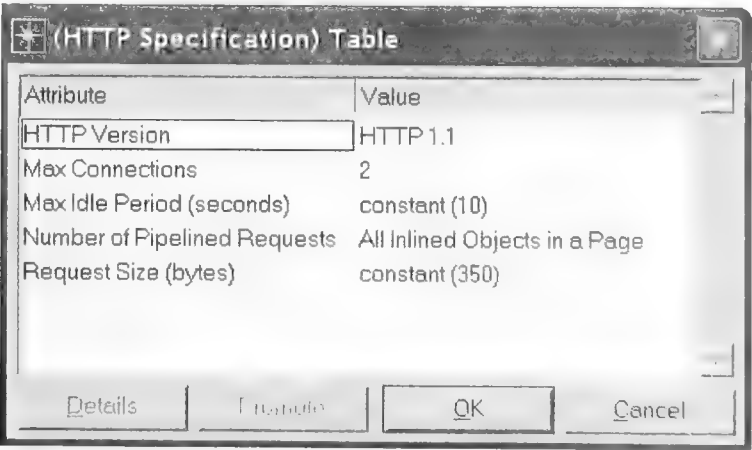 (HTTP Specification) Table
Attribute Value
HTTP Version HTTP 1.1
Max Connections 2
Max Idle Period (seconds) constant (10)
Number of Pipelined Requests All Inlined Objects in a Page
Request Size (bytes) constant (350)
Details OK Cancel